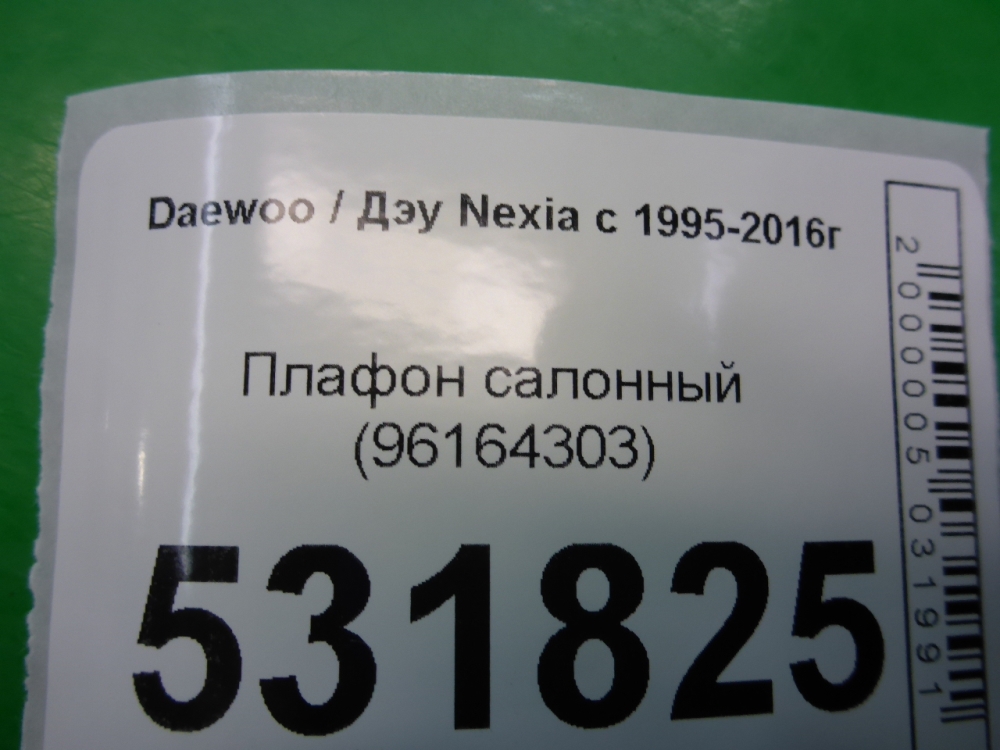 Daewoo / Дэу Nexia с 1995-2016г
Плафон салонный
(96164303)
531825
2000005031991